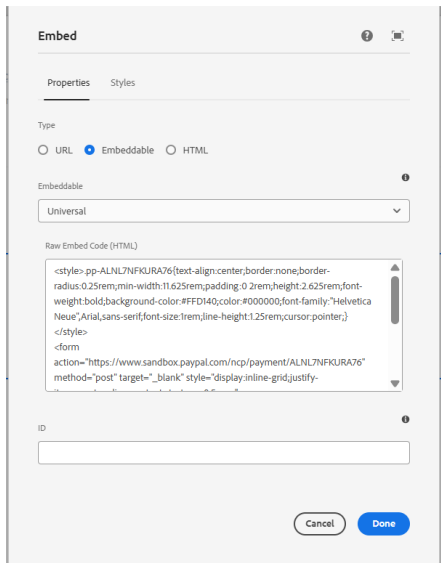 Embed
Properties Styles
Type
URL Embeddable HTML
Embeddable
Universal
Raw Embed Code (HTML)
<style>.pp-ALNL7NFKURA76{text-align:center;border:none;border-
radius:0.25rem;min-width:11.625rem;padding:0 2rem;height:2.625rem;font-
weight:bold;background-color:#FFD140;color:#000000;font-family:"Helvetica
Neue",Arial,sans-serif;font-size:1rem;line-height:1.25rem;cursor:pointer;}
</style>
<form
action="https://www.sandbox.paypal.com/ncp/payment/ALNL7NFKURA76"
method="post" target="_blank" style="display:inline-grid;justify-
ID
Cancel Done